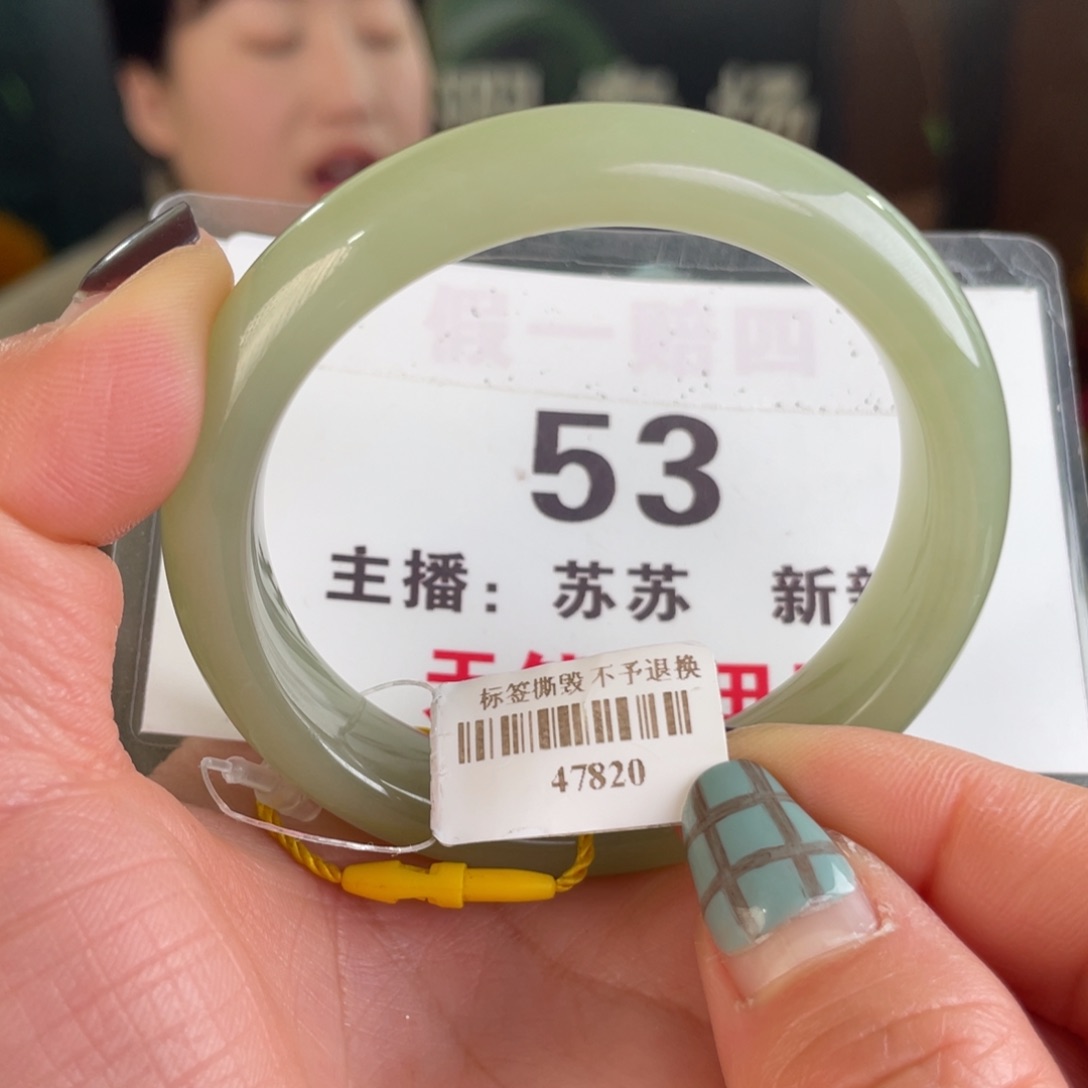 假一赔四
53
主播：苏苏 新
标签撕毁 不予退换
47820